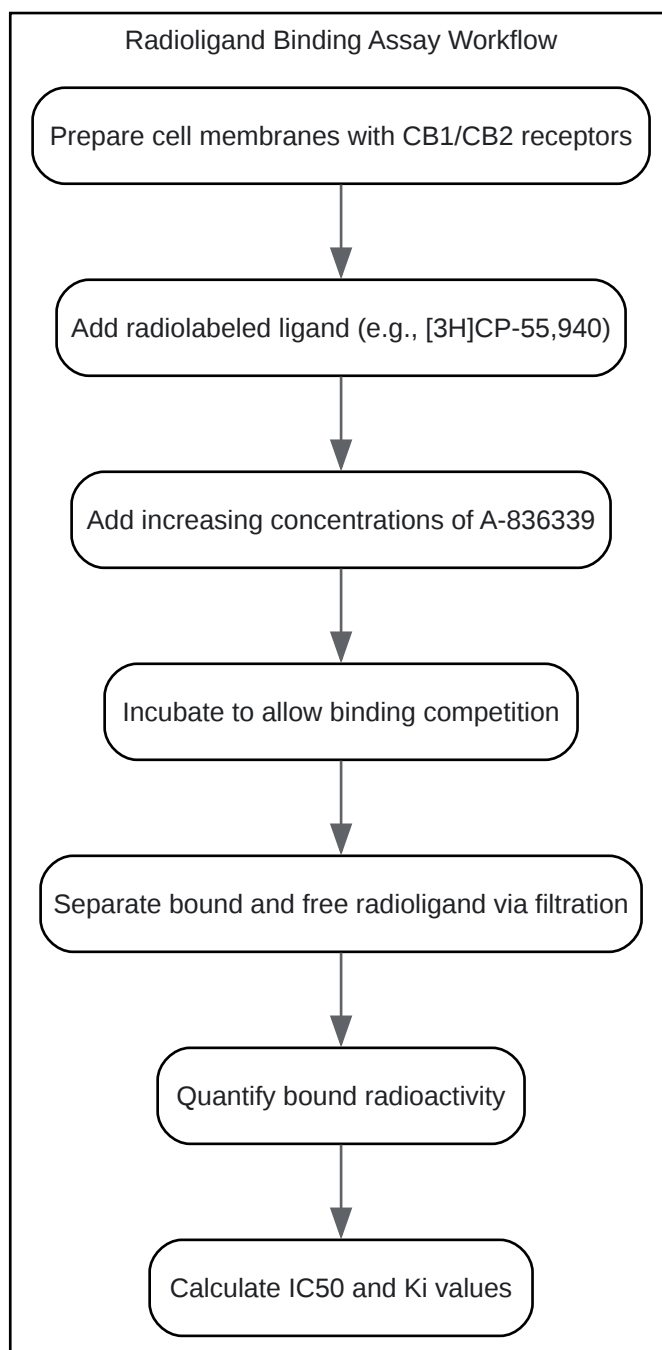 Radioligand Binding Assay Workflow
Prepare cell membranes with CB1/CB2 receptors
Add radiolabeled ligand (e.g., [3H]CP-55,940)
Add increasing concentrations of A-836339
Incubate to allow binding competition
Separate bound and free radioligand via filtration
Quantify bound radioactivity
Calculate IC50 and Ki values